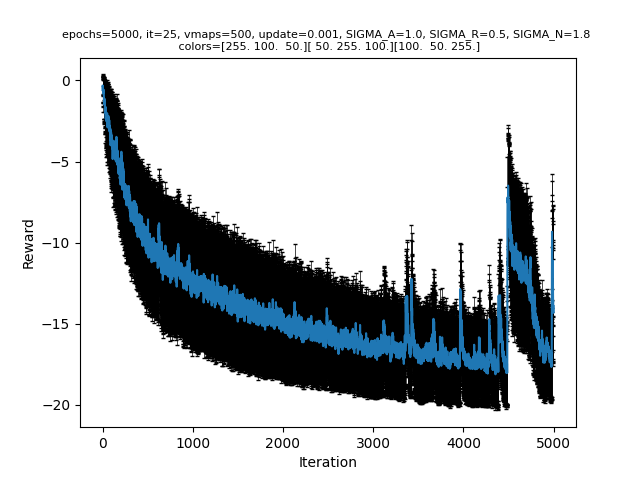 epochs=5000, it=25, vmaps=500, update=0.001, SIGMA_A=1.0, SIGMA_R=0.5, SIGMA_N=1.8
colors=[255. 100.  50.][ 50. 255. 100.][100.  50. 255.]
0
−5
−10
−15
−20
Reward
0 1000 2000 3000 4000 5000
Iteration